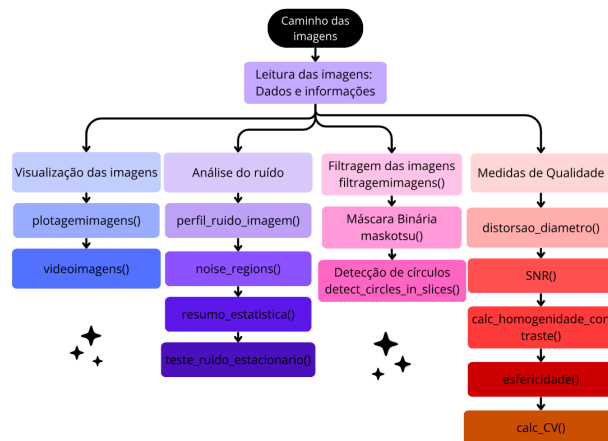 Caminho das
imagens
Leitura das imagens:
Dados e informações
Visualização das imagens
plotagemimagens()
videoimagens()
Análise do ruído
perfil_ruido_imagem()
noise_regions()
resumo_estatistica()
teste_ruido_estacionario()
Filtragem das imagens
filtragemimagens()
Máscara Binária
maskotsu()
Detecção de círculos
detect_circles_in_slices()
Medidas de Qualidade
distorsao_diametro()
SNR()
calc_homogenidade_con
traste()
esfericidade()
calc_CV()